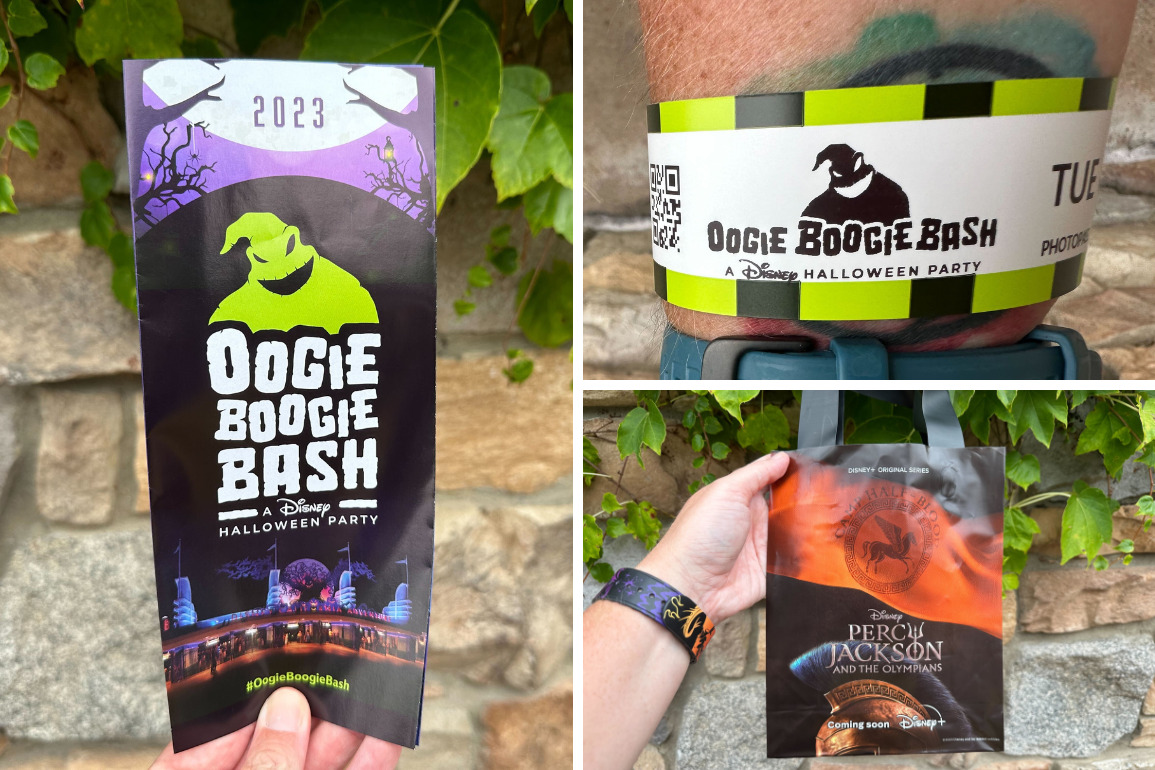 2023
OOGIE
BOOGIE
BASH
A Disney
HALLOWEEN PARTY
#OogieBoogieBash
OOGIE BOOGIE BASH
A Disney HALLOWEEN PARTY
TUE
DISNEY+ ORIGINAL SERIES
Disney
PERCY
JACKSON
AND THE OLYMPIANS
Coming soon Disney+